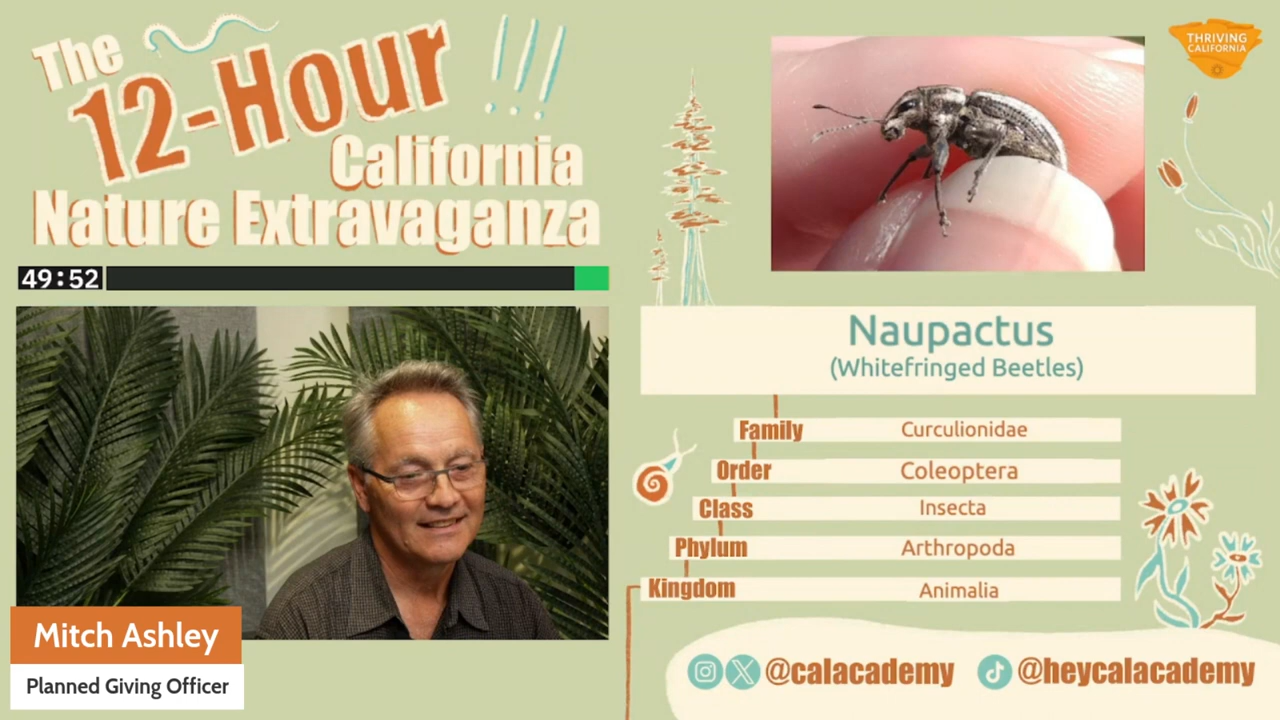 The
12-Hour !!!
California
Nature Extravaganza
49:52
Mitch Ashley
Planned Giving Officer
THRIVING
CALIFORNIA
Naupactus
(Whitefringed Beetles)
Family Curculionidae
Order Coleoptera
Class Insecta
Phylum Arthropoda
Kingdom Animalia
@calacademy @heycalacademy